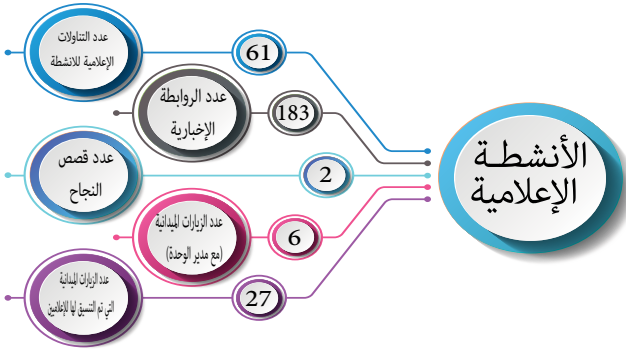 الأنشطـة
الإعلامية
61
عدد التناولات
الإعلامية للانشطة
183
عدد الروابطة
الإخبارية
2
عدد قصص
النجاح
6
عدد الزيارات الميدانية
(مع مدير الوحدة)
27
عدد الزيارات الميدانية
التي تم التنسيق لها للإعلاميين